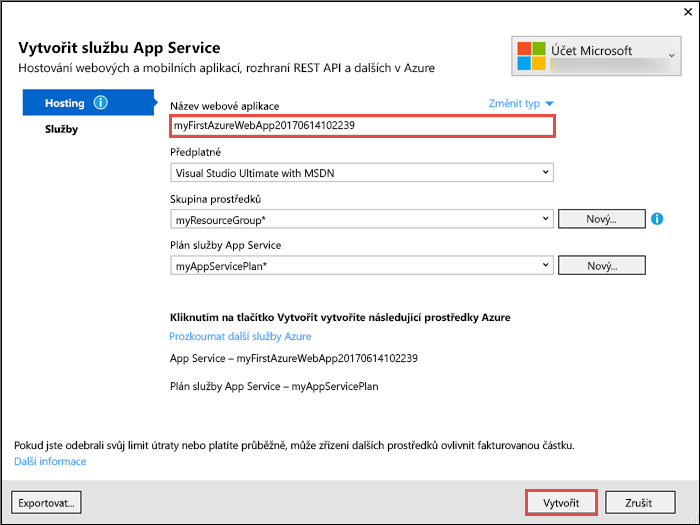 Vytvořit službu App Service
Hostování webových a mobilních aplikací, rozhraní REST API a dalších v Azure
Účet Microsoft
Hosting
Služby
Název webové aplikace
Změnit typ
myFirstAzureWebApp20170614102239
Předplatné
Visual Studio Ultimate with MSDN
Skupina prostředků
myResourceGroup*
Nový...
Plán služby App Service
myAppServicePlan*
Nový...
Kliknutím na tlačítko Vytvořit vytvoříte následující prostředky Azure
Prozkoumat další služby Azure
App Service – myFirstAzureWebApp20170614102239
Plán služby App Service – myAppServicePlan
Pokud jste odebrali svůj limit útraty nebo platíte průběžně, může zřízení dalších prostředků ovlivnit fakturovanou částku.
Další informace
Exportovat...
Vytvořit
Zrušit